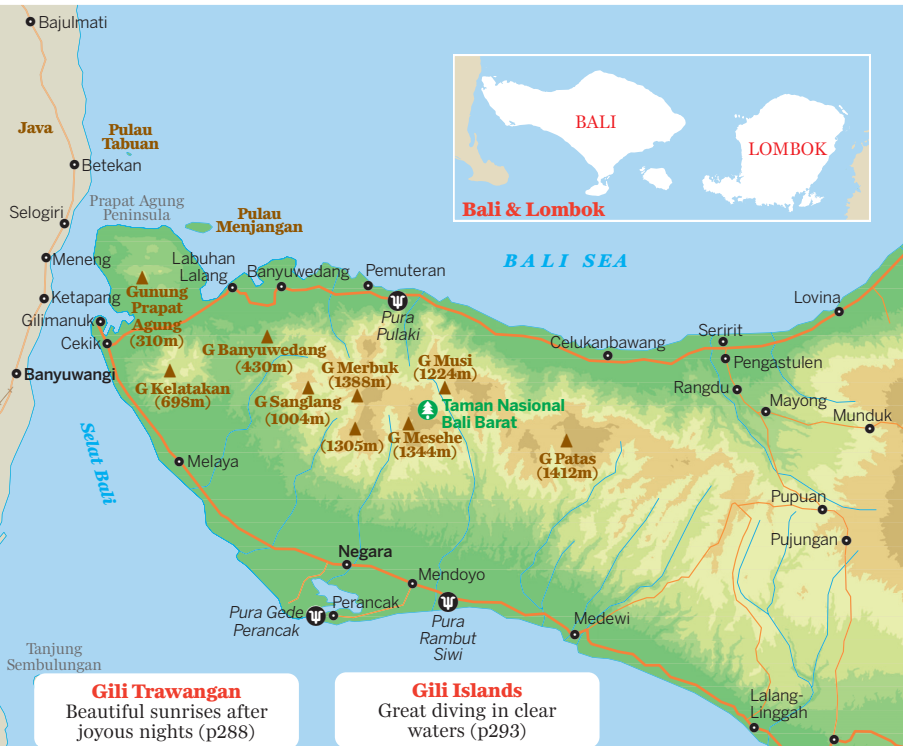 Bajulmati
Java
Pulau
Tabuan
Betekan
Prapat Agung
Peninsula
Selogiri
Pulau
Menjangan
Meneng
Labuhan
Lalang
Banyuwedang
Pemuteran
BALI SEA
BALI
LOMBOK
Bali & Lombok
Ketapang
Gunung
Prapat
Agung
(310m)
Gilimanuk
Cekik
Pura
Pulaki
Lovina
Seririt
Celukanbawang
Pengastulen
G Banyuwedang
(430m)
G Merbuk
(1388m)
G Musi
(1224m)
Banyuwangi
G Kelatakan
(698m)
G Sanglang
(1004m)
Taman Nasional
Bali Barat
Rangdu
Mayong
Munduk
(1305m)
G Mesehe
(1344m)
G Patas
(1412m)
Selat Bali
Melaya
Pupuan
Pujungan
Negara
Mendoyo
Pura Gede
Perancak
Perancak
Pura
Rambut
Siwi
Medewi
Tanjung
Sembulungan
Lalang-
Linggah
Gili Trawangan
Beautiful sunrises after
joyous nights (p288)
Gili Islands
Great diving in clear
waters (p293)